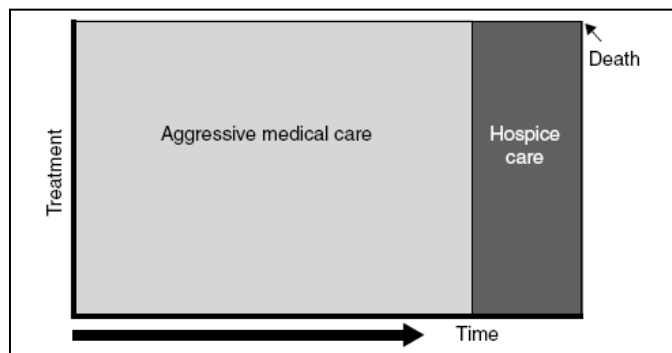 Death
Aggressive medical care
Hospice
care
Treatment
Time